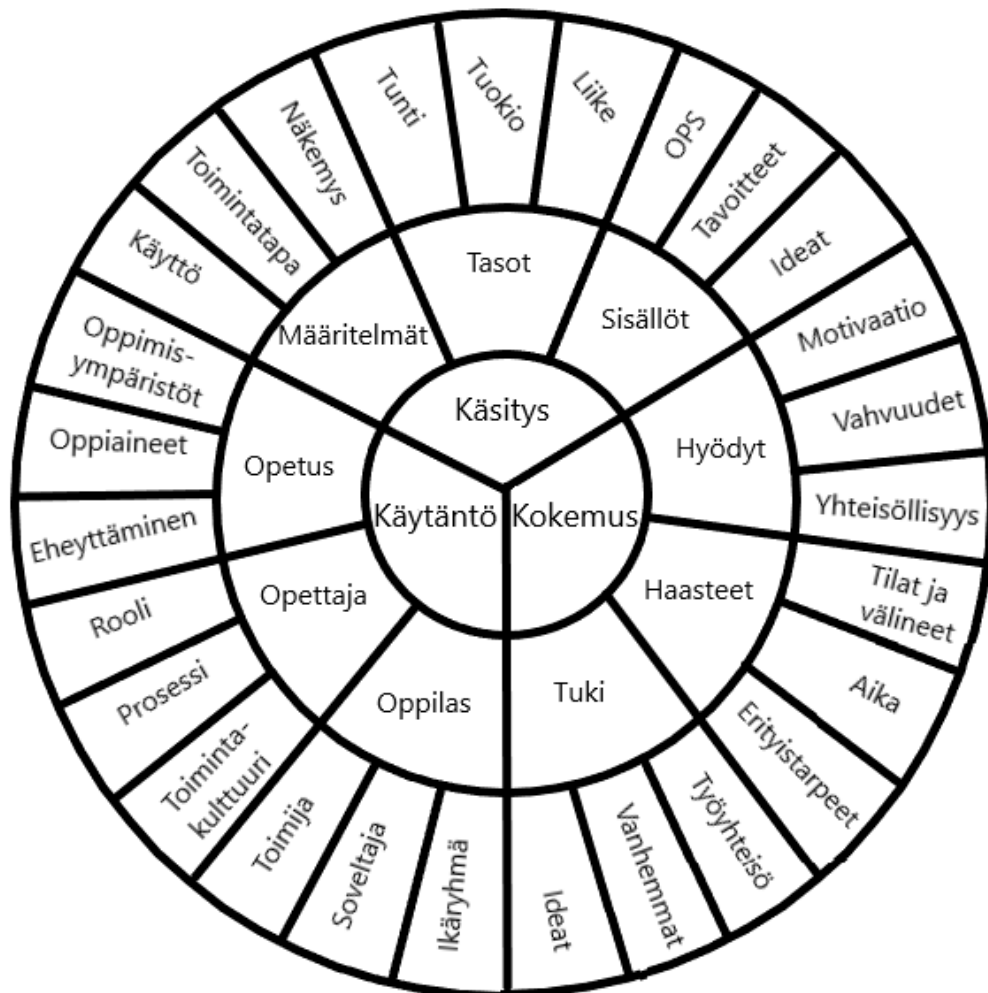 Käsitys
Käytäntö
Kokemus
Määritelmät
Tasot
Sisällöt
Hyödyt
Haasteet
Tuki
Oppilas
Opettaja
Opetus
Käyttö
Toimintatapa
Näkemys
Tunti
Tuokio
Liike
OPS
Tavoitteet
Ideat
Motivaatio
Vahvuudet
Yhteisöllisyys
Tilat ja
välineet
Aika
Erityistarpeet
Työyhteisö
Vanhemmat
Ideat
Ikäryhmä
Soveltaja
Toimija
Toiminta-
kulttuuri
Prosessi
Rooli
Eheyttäminen
Oppiaineet
Oppimis-
ympäristöt